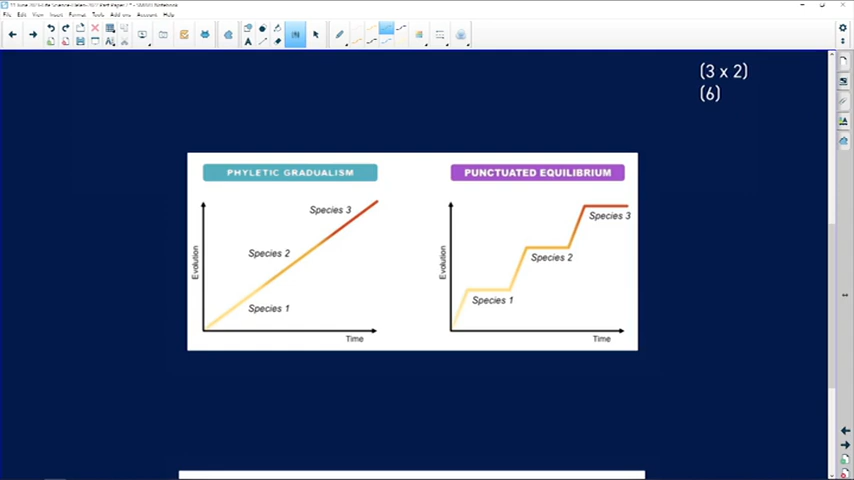 File Edit View Insert Format Tools Add-ons Account Help
(3 x 2)
(6)
PHYLETIC GRADUALISM
PUNCTUATED EQUILIBRIUM
Evolution
Species 3
Species 2
Species 1
Time
Evolution
Species 3
Species 2
Species 1
Time